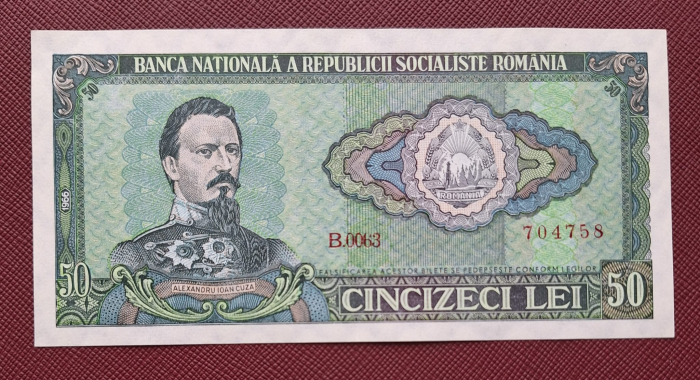 BANCA NATIONALĂ A REPUBLICII SOCIALISTE ROMÂNIA
50
50
1966
ROMANIA
B.0063
704758
FALSIFICAREA ACESTOR BILETE SE PEDEPSEȘTE CONFORM LEGILOR
ALEXANDRU IOAN CUZA
50
CINCIZECI LEI
50